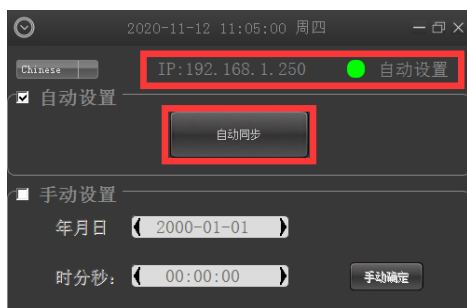 2020-11-12 11:05:00 周四
Chinese
IP:192.168.1.250 自动设置
自动设置
自动同步
手动设置
年月日 2000-01-01
时分秒: 00:00:00 手动确定